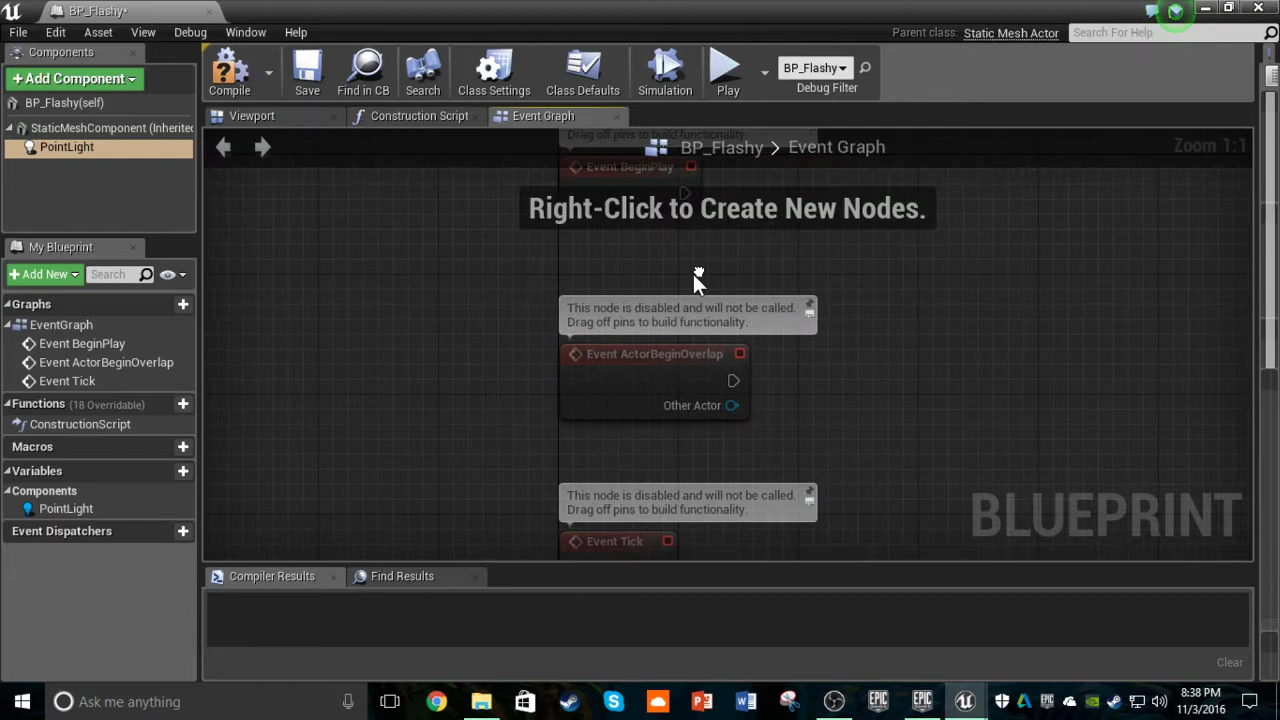 BP_Flashy*
File Edit Asset View Debug Window Help
Parent class: Static Mesh Actor
Search For Help
Components
Add Component
BP_Flashy(self)
StaticMeshComponent (Inherite
PointLight
Compile
Save
Find in CB
Search
Class Settings
Class Defaults
Simulation
Play
BP_Flashy
Debug Filter
Viewport
Construction Script
Event Graph
Drag off pins to build functionality
BP_Flashy > Event Graph
Zoom 1:1
Event BeginPlay
Right-Click to Create New Nodes.
My Blueprint
Add New
Search
Graphs
EventGraph
Event BeginPlay
Event ActorBeginOverlap
Event Tick
Functions (18 Overridable)
ConstructionScript
Macros
Variables
Components
PointLight
Event Dispatchers
This node is disabled and will not be called.
Drag off pins to build functionality.
Event ActorBeginOverlap
Other Actor
This node is disabled and will not be called.
Drag off pins to build functionality.
Event Tick
BLUEPRINT
Compiler Results
Find Results
Clear
Ask me anything
8:38 PM
11/3/2016